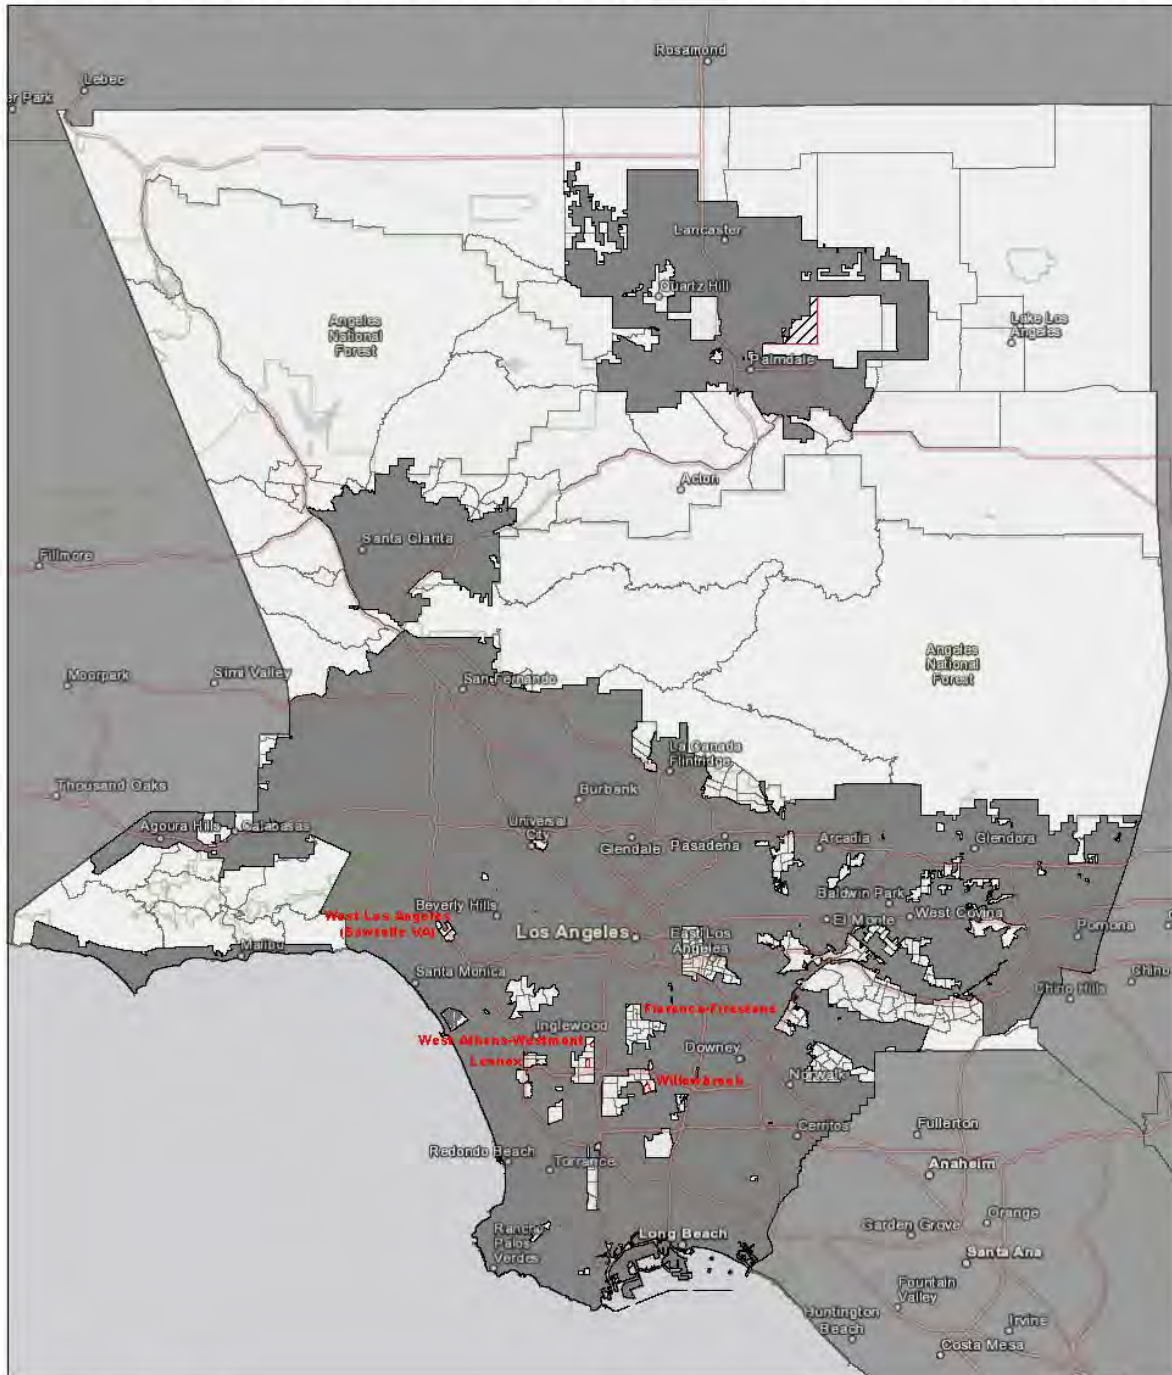 Rosamond
Lebec
er Park
Lancaster
Quartz Hill
Angeles
National
Forest
Lake Los
Angeles
Palmdale
Acton
Santa Clarita
Fillmore
Angeles
National
Forest
Simi Valley
Moorpark
San Fernando
La Canada
Flintridge
Thousand Oaks
Burbank
Universal
City
Agoura Hills
Calabasas
Glendale
Pasadena
Arcadia
Glendora
Baldwin Park
Beverly Hills
West Los Angeles
(Sawtelle VA)
El Monte
West Covina
Los Angeles
East Los
Angeles
Pomona
Malibu
Santa Monica
Chino
Chino Hills
Florence-Firestone
Inglewood
West Athens-Westmont
Lennox
Downey
Willowbrook
Norwalk
Cerritos
Fullerton
Redondo Beach
Torrance
Anaheim
Rancho
Palos
Verdes
Long Beach
Garden Grove
Orange
Santa Ana
Fountain
Valley
Huntington
Beach
Irvine
Costa Mesa